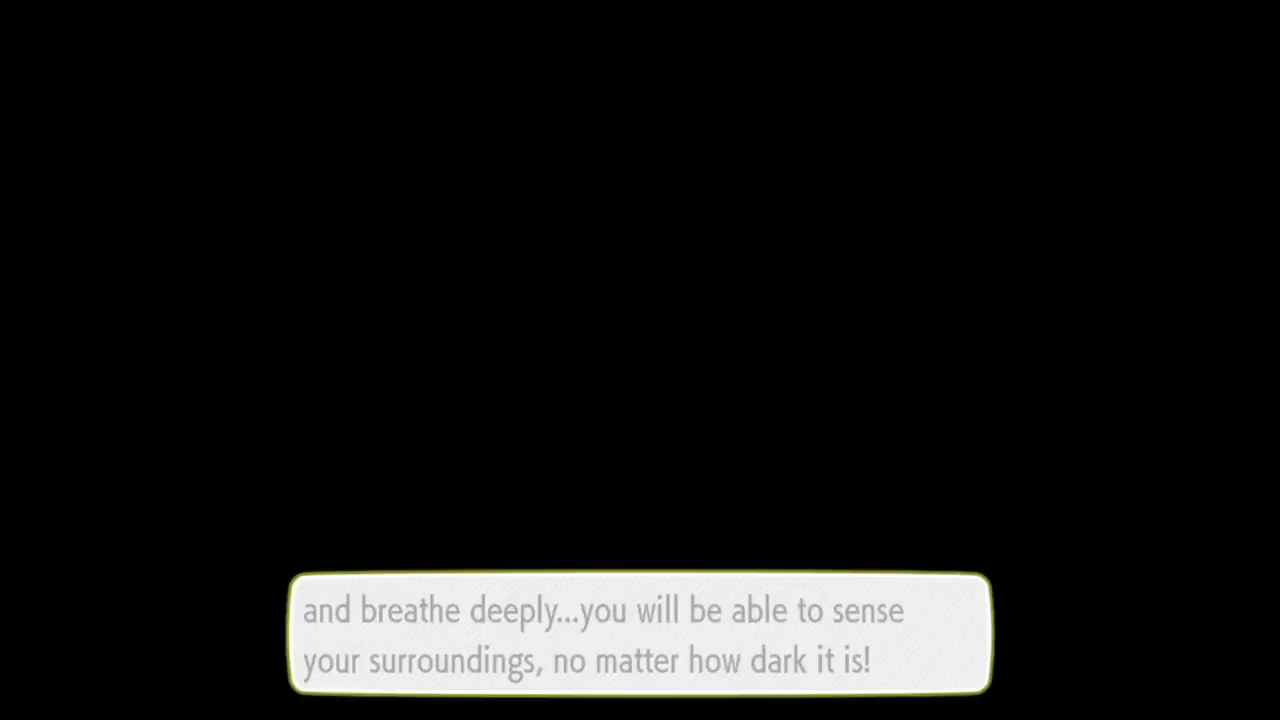 and breathe deeply...you will be able to sense
your surroundings, no matter how dark it is!